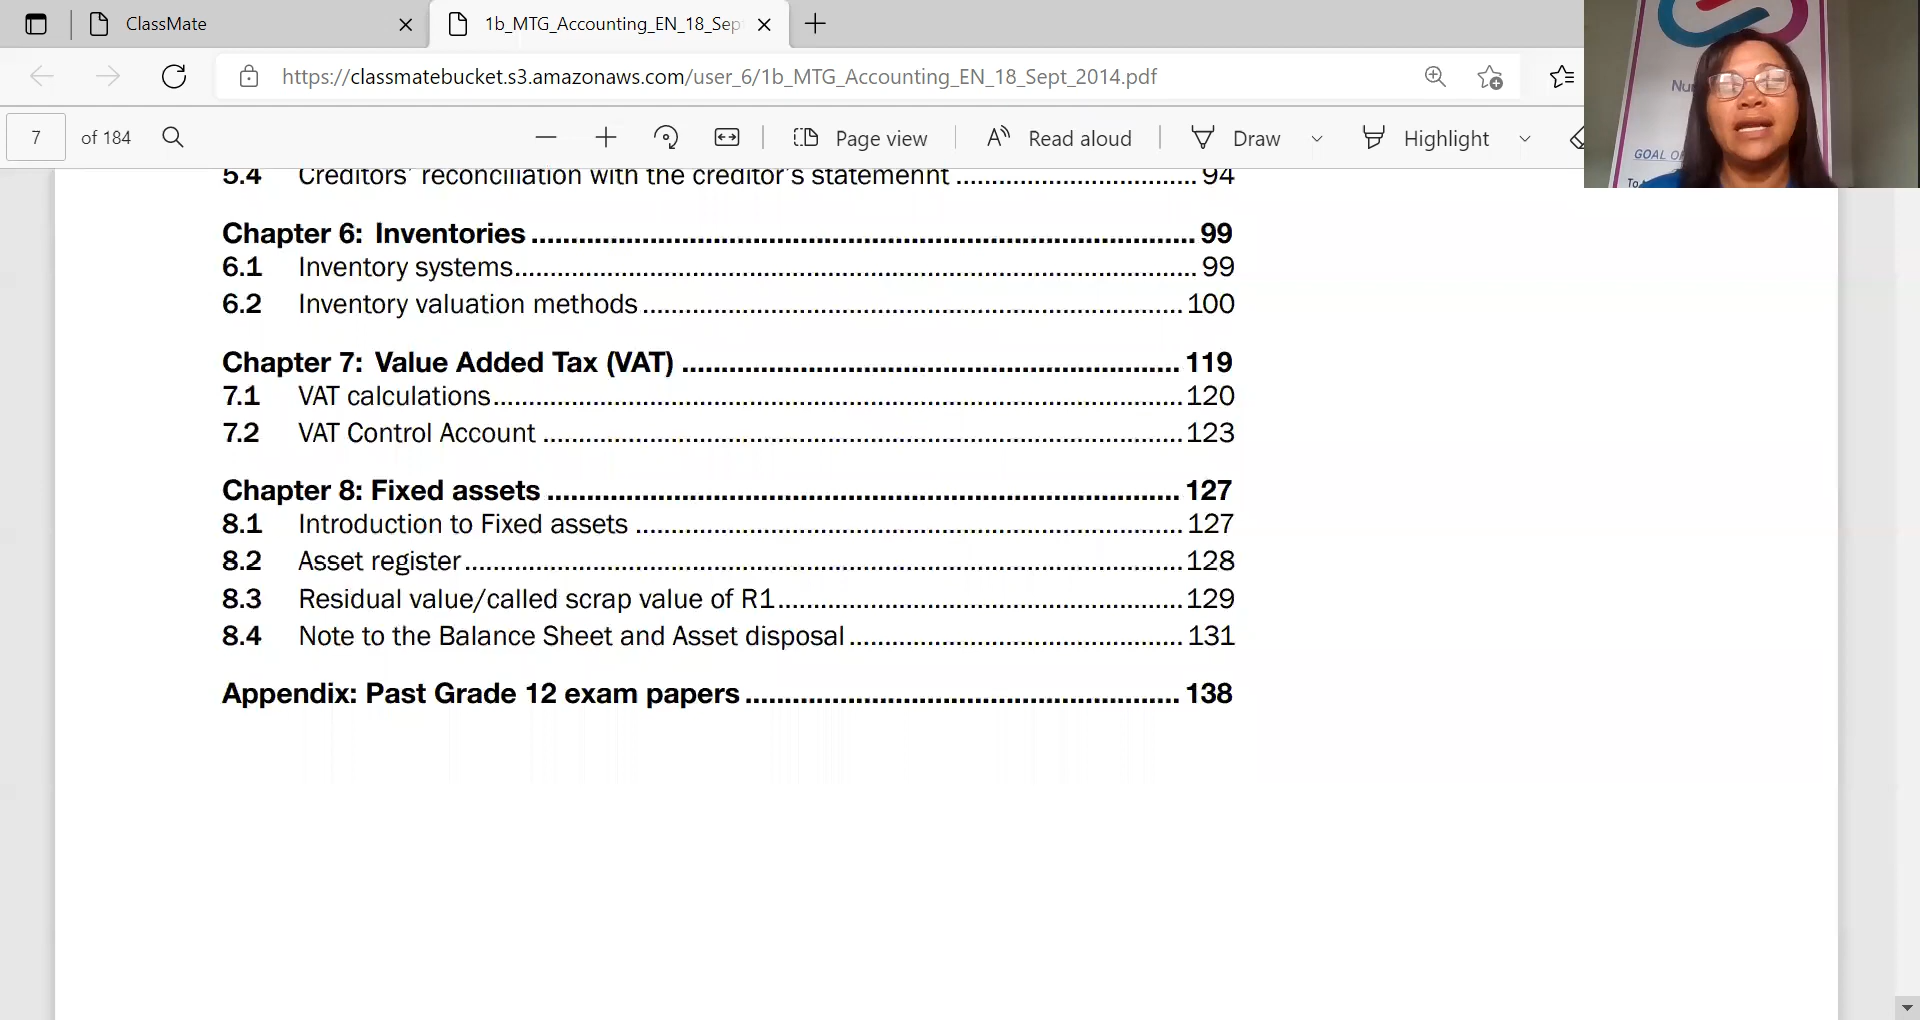 ClassMate
1b_MTG_Accounting_EN_18_Sep
https://classmatebucket.s3.amazonaws.com/user_6/1b_MTG_Accounting_EN_18_Sept_2014.pdf
7 of 184 Page view Read aloud Draw Highlight
GOAL OF
To
5.4 Creditors' reconciliation with the creditor's statemennt ........................ 94
Chapter 6: Inventories ........................ 99
6.1 Inventory systems ........................ 99
6.2 Inventory valuation methods ........................ 100
Chapter 7: Value Added Tax (VAT) ........................ 119
7.1 VAT calculations ........................ 120
7.2 VAT Control Account ........................ 123
Chapter 8: Fixed assets ........................ 127
8.1 Introduction to Fixed assets ........................ 127
8.2 Asset register ........................ 128
8.3 Residual value/called scrap value of R1 ........................ 129
8.4 Note to the Balance Sheet and Asset disposal ........................ 131
Appendix: Past Grade 12 exam papers ........................ 138